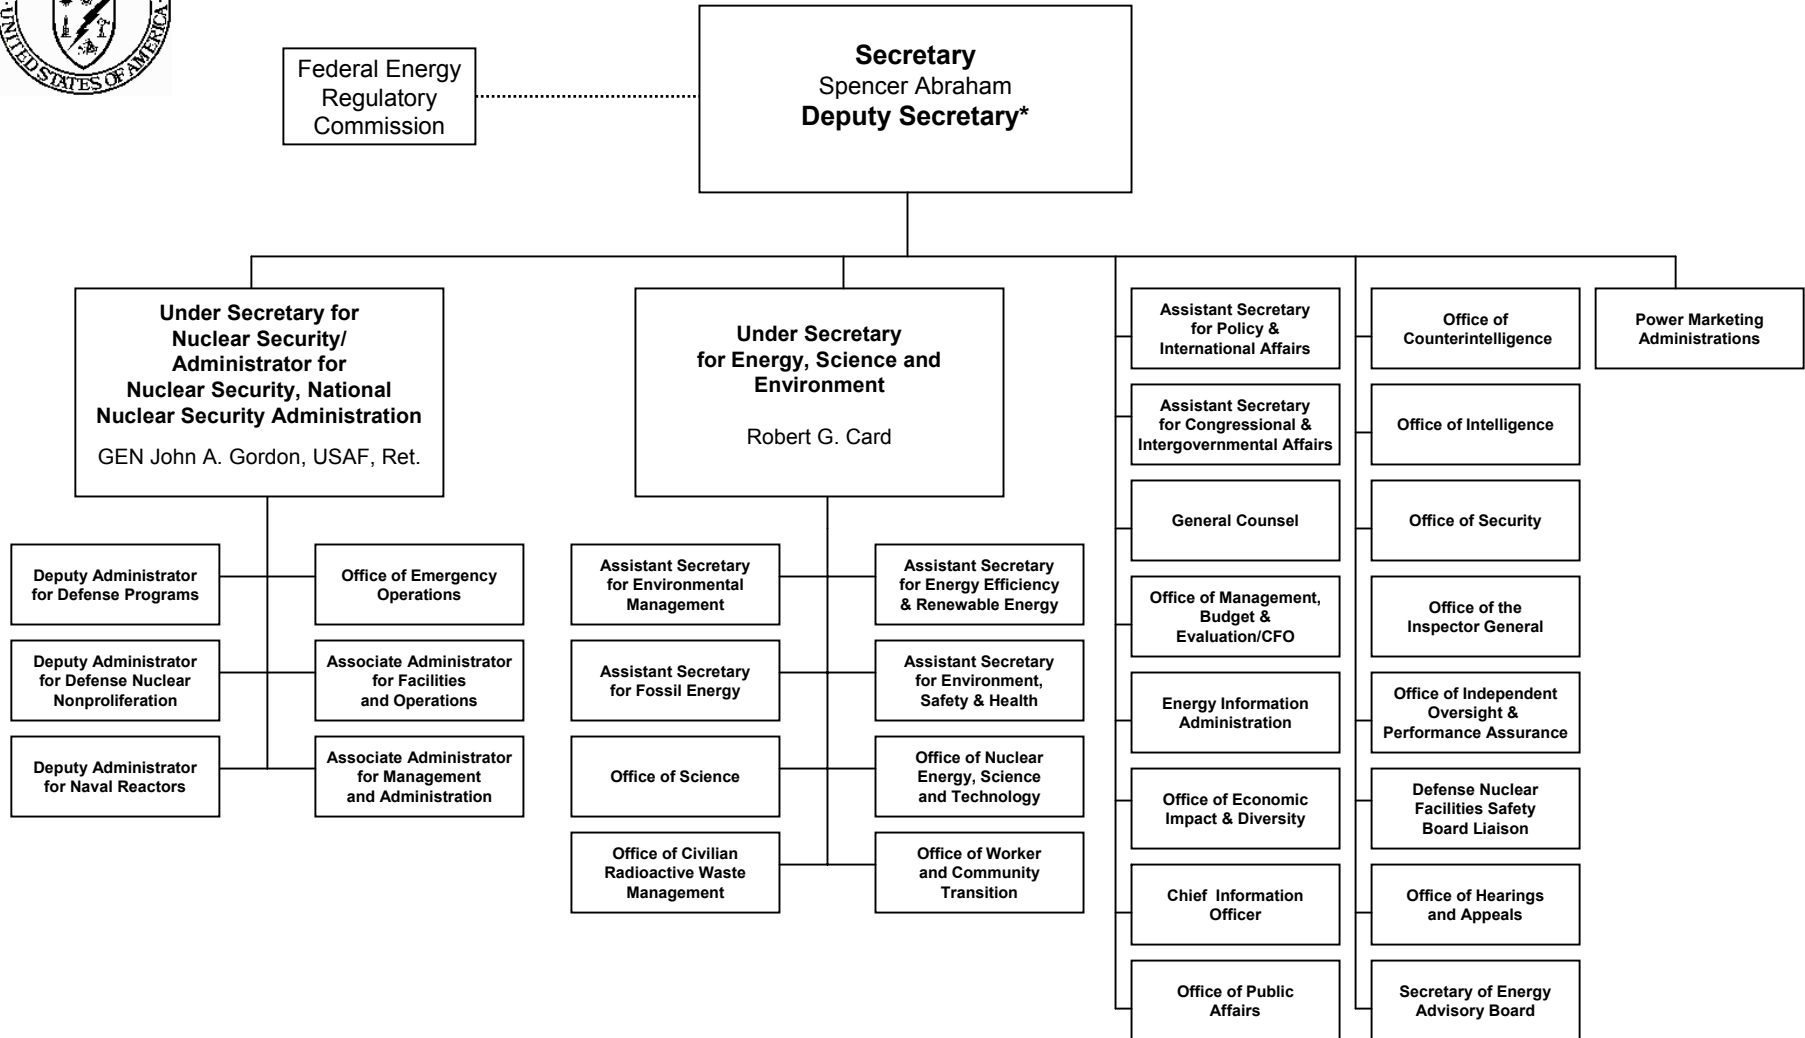 UNITED STATES OF AMERICA
Federal Energy
Regulatory
Commission
Secretary
Spencer Abraham
Deputy Secretary*
Under Secretary for
Nuclear Security/
Administrator for
Nuclear Security, National
Nuclear Security Administration
GEN John A. Gordon, USAF, Ret.
Deputy Administrator
for Defense Programs
Office of Emergency
Operations
Deputy Administrator
for Defense Nuclear
Nonproliferation
Associate Administrator
for Facilities
and Operations
Deputy Administrator
for Naval Reactors
Associate Administrator
for Management
and Administration
Under Secretary
for Energy, Science and
Environment
Robert G. Card
Assistant Secretary
for Environmental
Management
Assistant Secretary
for Energy Efficiency
& Renewable Energy
Assistant Secretary
for Fossil Energy
Assistant Secretary
for Environment,
Safety & Health
Office of Science
Office of Nuclear
Energy, Science
and Technology
Office of Civilian
Radioactive Waste
Management
Office of Worker
and Community
Transition
Assistant Secretary
for Policy &
International Affairs
Assistant Secretary
for Congressional &
Intergovernmental Affairs
General Counsel
Office of Management,
Budget &
Evaluation/CFO
Energy Information
Administration
Office of Economic
Impact & Diversity
Chief Information
Officer
Office of Public
Affairs
Office of
Counterintelligence
Office of Intelligence
Office of Security
Office of the
Inspector General
Office of Independent
Oversight &
Performance Assurance
Defense Nuclear
Facilities Safety
Board Liaison
Office of Hearings
and Appeals
Secretary of Energy
Advisory Board
Power Marketing
Administrations